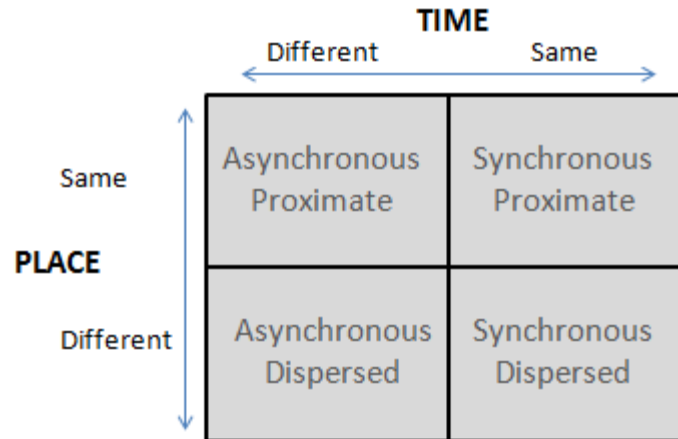 TIME
Different Same
Asynchronous Synchronous
Same
Proximate Proximate
PLACE
Asynchronous Synchronous
Different
Dispersed Dispersed